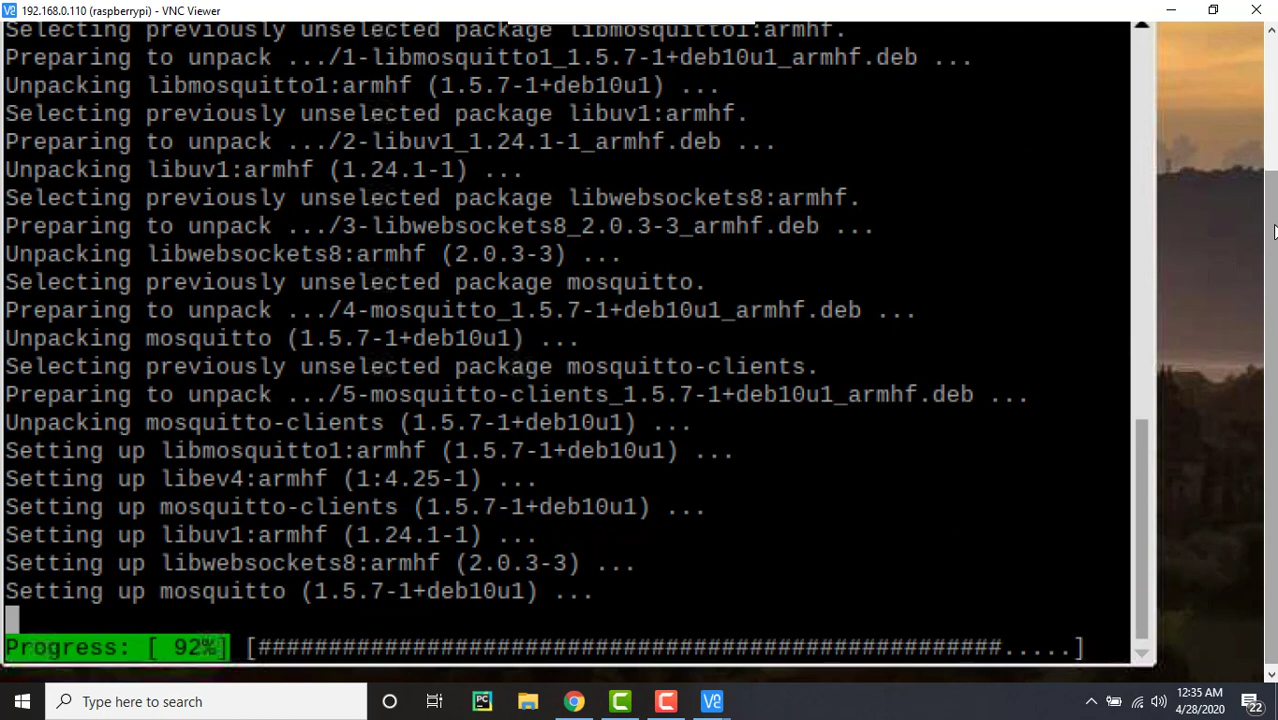 192.168.0.110 (raspberrypi) - VNC Viewer
Selecting previously unselected package libmosquitto1:armhf.
Preparing to unpack .../1-libmosquitto1_1.5.7-1+deb10u1_armhf.deb ...
Unpacking libmosquitto1:armhf (1.5.7-1+deb10u1) ...
Selecting previously unselected package libuv1:armhf.
Preparing to unpack .../2-libuv1_1.24.1-1_armhf.deb ...
Unpacking libuv1:armhf (1.24.1-1) ...
Selecting previously unselected package libwebsockets8:armhf.
Preparing to unpack .../3-libwebsockets8_2.0.3-3_armhf.deb ...
Unpacking libwebsockets8:armhf (2.0.3-3) ...
Selecting previously unselected package mosquitto.
Preparing to unpack .../4-mosquitto_1.5.7-1+deb10u1_armhf.deb ...
Unpacking mosquitto (1.5.7-1+deb10u1) ...
Selecting previously unselected package mosquitto-clients.
Preparing to unpack .../5-mosquitto-clients_1.5.7-1+deb10u1_armhf.deb ...
Unpacking mosquitto-clients (1.5.7-1+deb10u1) ...
Setting up libmosquitto1:armhf (1.5.7-1+deb10u1) ...
Setting up libev4:armhf (1:4.25-1) ...
Setting up mosquitto-clients (1.5.7-1+deb10u1) ...
Setting up libuv1:armhf (1.24.1-1) ...
Setting up libwebsockets8:armhf (2.0.3-3) ...
Setting up mosquitto (1.5.7-1+deb10u1) ...
Progress: [ 92%] [#####################################################.....]
Type here to search
12:35 AM
4/28/2020
22